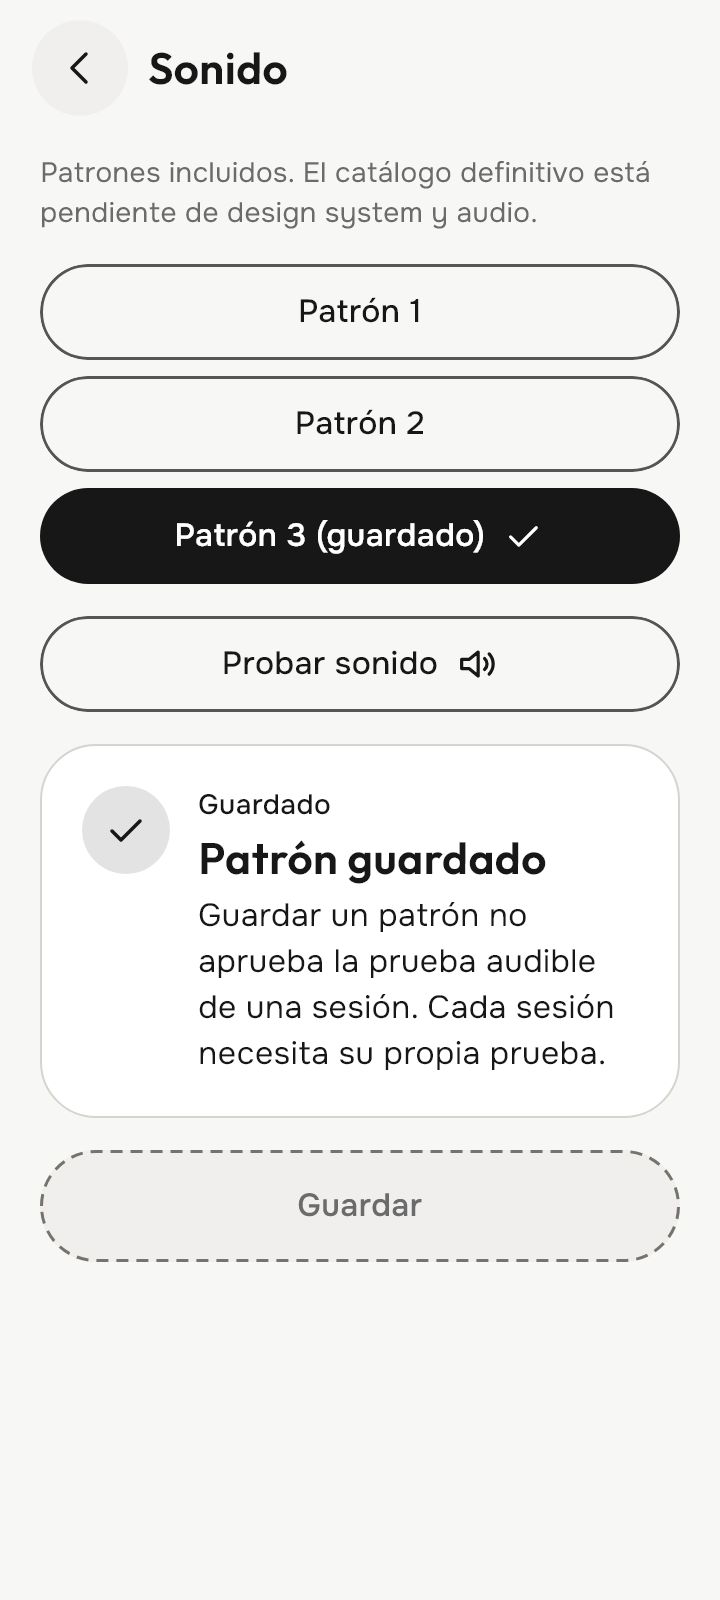 Sonido
Patrones incluidos. El catálogo definitivo está
pendiente de design system y audio.
Patrón 1
Patrón 2
Patrón 3 (guardado)
Probar sonido
Guardado
Patrón guardado
Guardar un patrón no
aprueba la prueba audible
de una sesión. Cada sesión
necesita su propia prueba.
Guardar